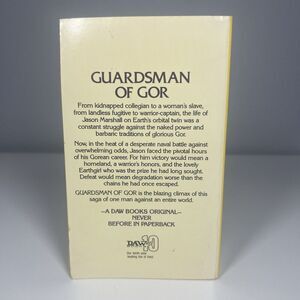 GUARDSMAN
OF GOR
From kidnapped collegian to a woman's slave,
from landless fugitive to warrior-captain, the life of
Jason Marshall on Earth's orbital twin was a
constant struggle against the naked power and
barbaric traditions of glorious Gor.
Now, in the heat of a desperate naval battle against
overwhelming odds, Jason faced the pivotal hours
of his Gorean career. For him victory would mean a
homeland, a warrior's honors, and the lovely
Earthgirl who was the prize he had long sought.
Defeat would mean degradation worse than the
chains he had once escaped.
GUARDSMAN OF GOR is the blazing climax of this
saga of one man against an entire world.
—A DAW BOOKS ORIGINAL—
NEVER
BEFORE IN PAPERBACK
DAW 10